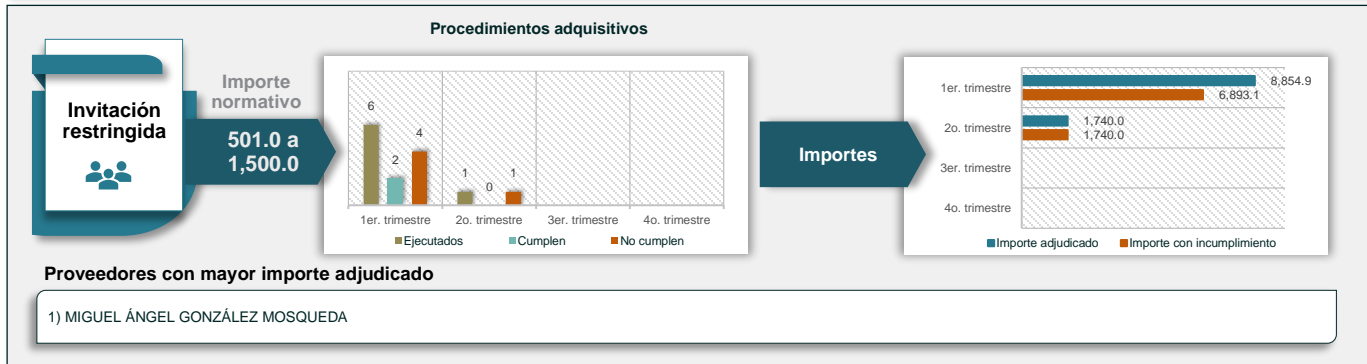 Procedimientos adquisitivos
Invitación
restringida
Importe
normativo
501.0 a
1,500.0
6
2
4
1
0
1
1er. trimestre
2o. trimestre
3er. trimestre
4o. trimestre
Ejecutados
Cumplen
No cumplen
Importes
1er. trimestre
8,854.9
6,893.1
2o. trimestre
1,740.0
1,740.0
3er. trimestre
4o. trimestre
Importe adjudicado
Importe con incumplimiento
Proveedores con mayor importe adjudicado
1) MIGUEL ÁNGEL GONZÁLEZ MOSQUEDA